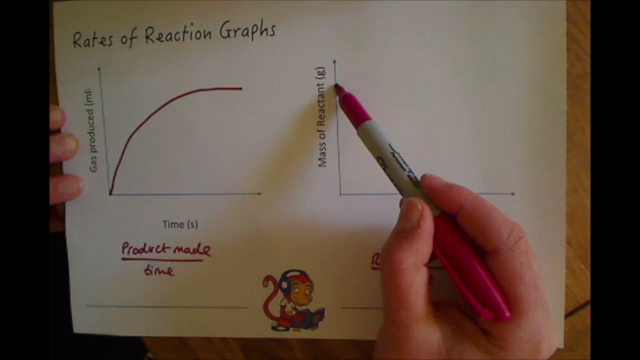 Rates of Reaction Graphs
Gas produced (ml)
Time (s)
Product made
time
Mass of Reactant (g)